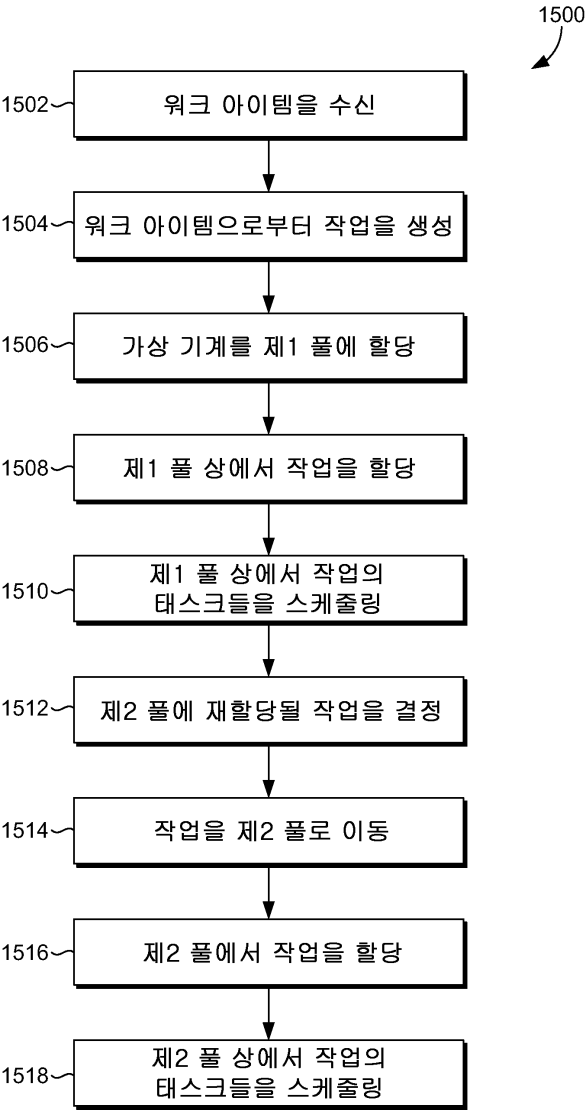 1500
1502 워크 아이템을 수신
1504 워크 아이템으로부터 작업을 생성
1506 가상 기계를 제1 풀에 할당
1508 제1 풀 상에서 작업을 할당
1510 제1 풀 상에서 작업의
태스크들을 스케줄링
1512 제2 풀에 재할당될 작업을 결정
1514 작업을 제2 풀로 이동
1516 제2 풀에서 작업을 할당
1518 제2 풀 상에서 작업의
태스크들을 스케줄링